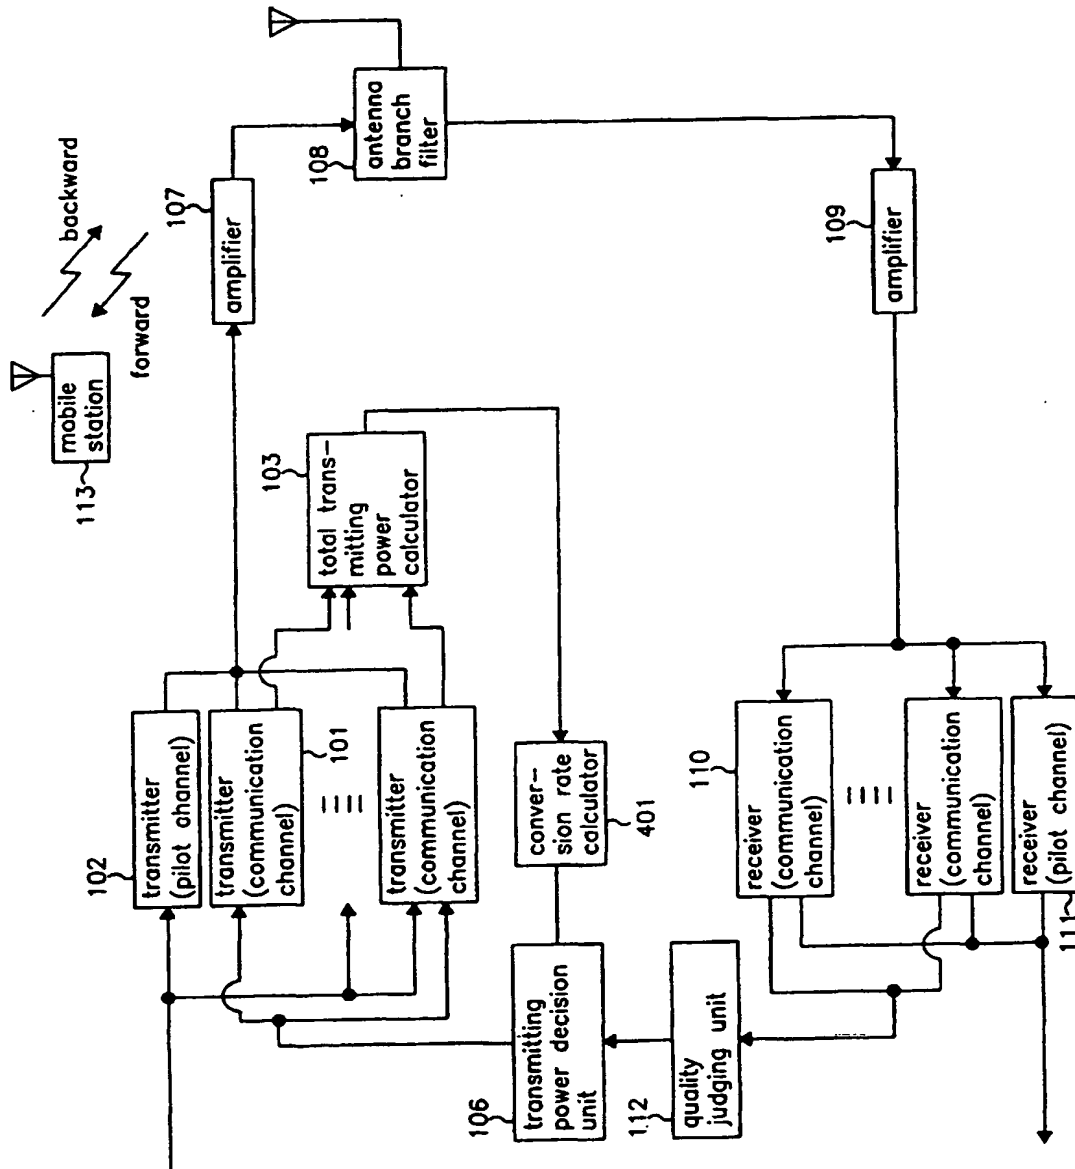 102
transmitter
(pilot channel)
transmitter
(communication
channel)
101
transmitter
(communication
channel)
103
total trans-
mitting
power
calculator
113
mobile
station
backward
forward
107
amplifier
108
antenna
branch
filter
106
transmitting
power decision
unit
conver-
sion rate
calculator
401
112
quality
judging unit
110
receiver
(communication
channel)
receiver
(communication
channel)
receiver
(pilot channel)
111
109
amplifier